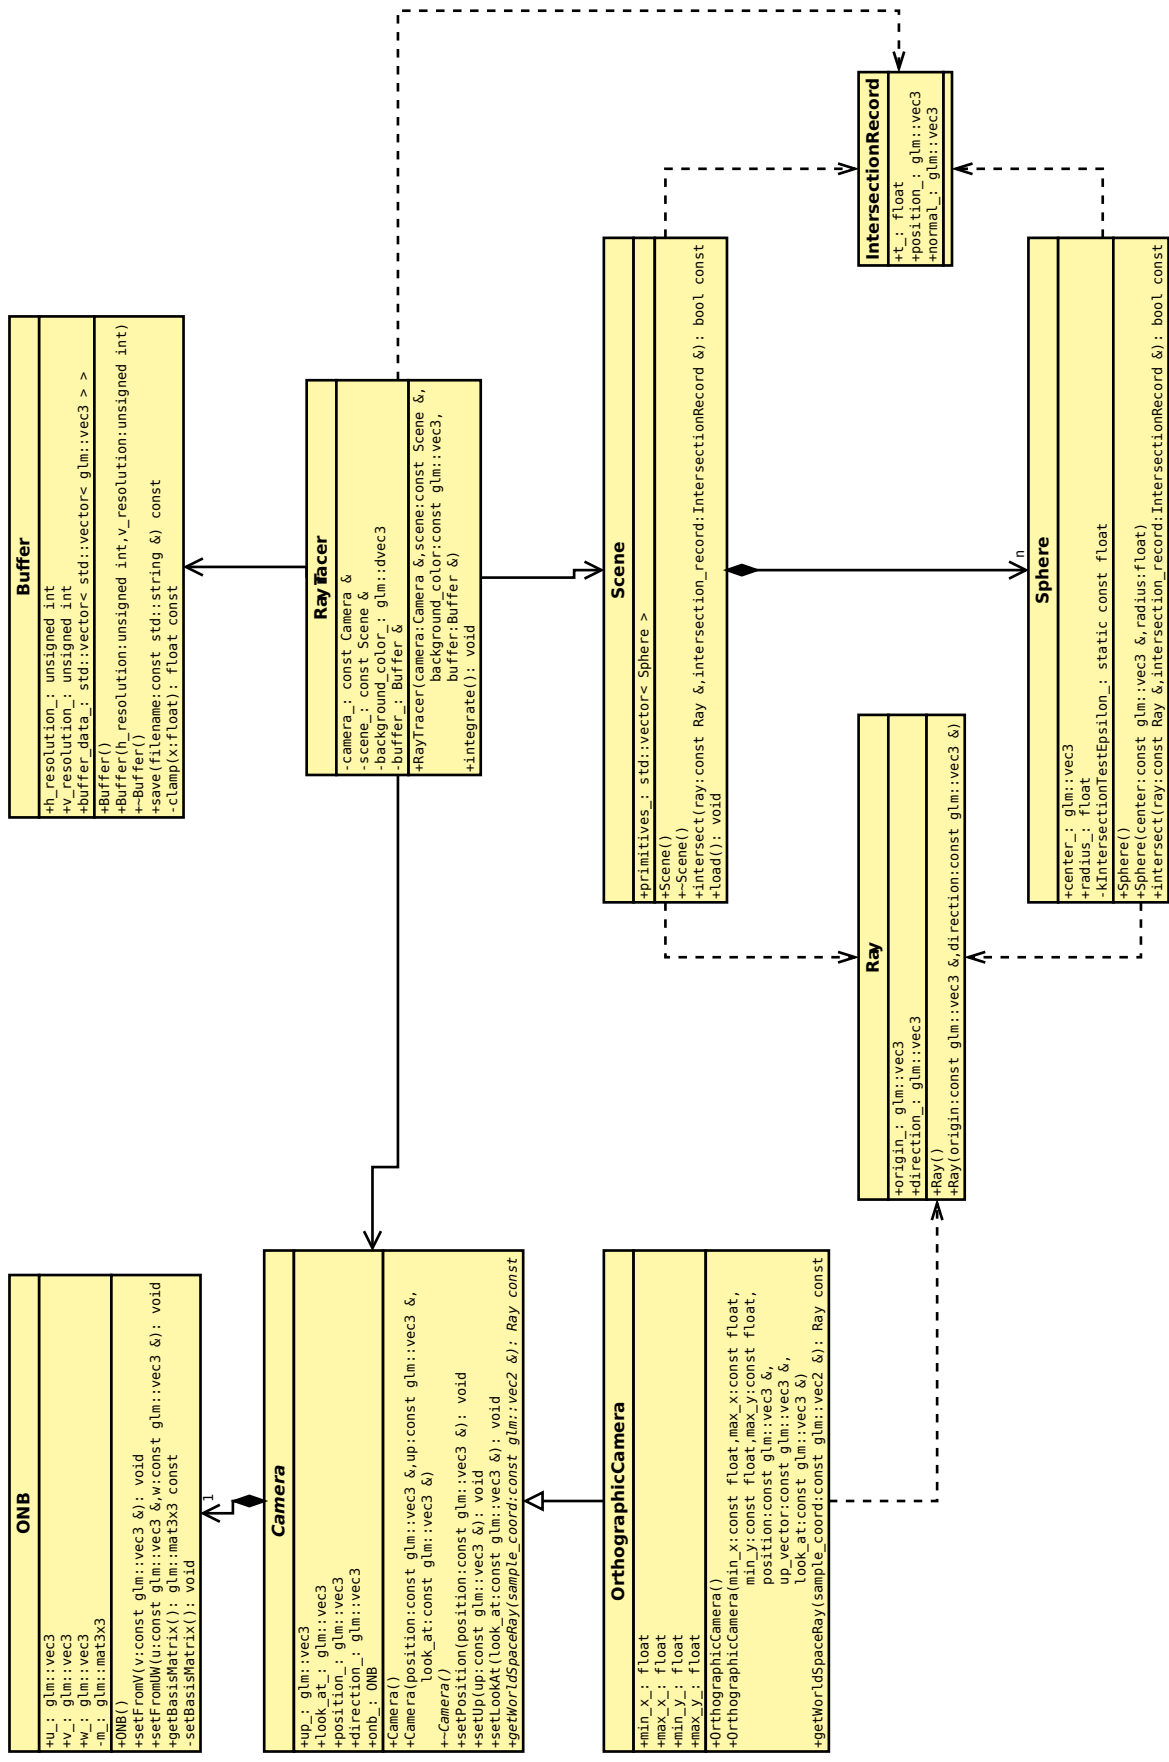 ONB
+u_: glm::vec3
+v_: glm::vec3
+w_: glm::vec3
-m_: glm::mat3x3
+ONB()
+setFromV(v:const glm::vec3 &): void
+setFromUW(u:const glm::vec3 &,w:const glm::vec3 &): void
+getBasisMatrix(): glm::mat3x3 const
-setBasisMatrix(): void
1
Camera
+up_: glm::vec3
+look_at_: glm::vec3
+position_: glm::vec3
+direction_: glm::vec3
+onb_: ONB
+Camera()
+Camera(position:const glm::vec3 &,up:const glm::vec3 &,
look_at:const glm::vec3 &)
+~Camera()
+setPosition(position:const glm::vec3 &): void
+setUp(up:const glm::vec3 &): void
+setLookAt(look_at:const glm::vec3 &): void
+getWorldSpaceRay(sample_coord:const glm::vec2 &): Ray const
OrthographicCamera
+min_x_: float
+max_x_: float
+min_y_: float
+max_y_: float
+OrthographicCamera()
+OrthographicCamera(min_x:const float,max_x:const float,
min_y:const float,max_y:const float,
position:const glm::vec3 &,
up_vector:const glm::vec3 &,
look_at:const glm::vec3 &)
+getWorldSpaceRay(sample_coord:const glm::vec2 &): Ray const
Buffer
+h_resolution_: unsigned int
+v_resolution_: unsigned int
+buffer_data_: std::vector< std::vector< glm::vec3 > >
+Buffer()
+Buffer(h_resolution:unsigned int,v_resolution:unsigned int)
+~Buffer()
+save(filename:const std::string &) const
-clamp(x:float): float const
RayTracer
-camera_: const Camera &
-scene_: const Scene &
-background_color_: glm::dvec3
-buffer_: Buffer &
+RayTracer(camera:Camera &,scene:const Scene &,
background_color:const glm::vec3,
buffer:Buffer &)
+integrate(): void
Scene
+primitives_: std::vector< Sphere >
+Scene()
+~Scene()
+intersect(ray:const Ray &,intersection_record:IntersectionRecord &): bool const
+load(): void
n
Ray
+origin_: glm::vec3
+direction_: glm::vec3
+Ray()
+Ray(origin:const glm::vec3 &,direction:const glm::vec3 &)
Sphere
+center_: glm::vec3
+radius_: float
-kIntersectionTestEpsilon_: static const float
+Sphere()
+Sphere(center:const glm::vec3 &,radius:float)
+intersect(ray:const Ray &,intersection_record:IntersectionRecord &): bool const
IntersectionRecord
+t_: float
+position_: glm::vec3
+normal_: glm::vec3